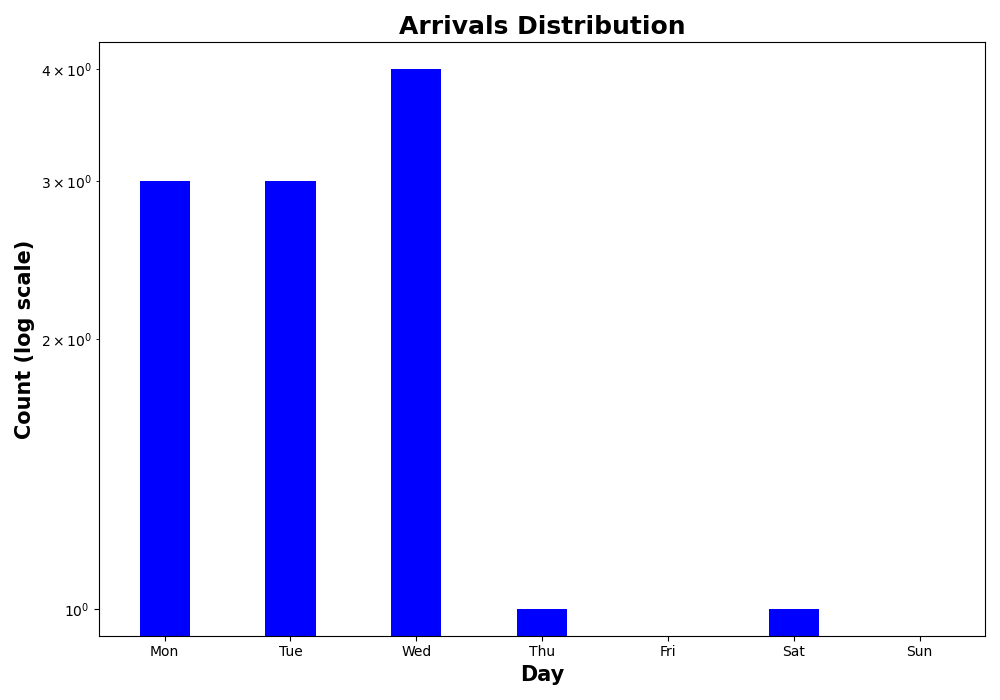 Arrivals Distribution
Count (log scale)
4 × 10⁰
3 × 10⁰
2 × 10⁰
10⁰
Mon Tue Wed Thu Fri Sat Sun
Day